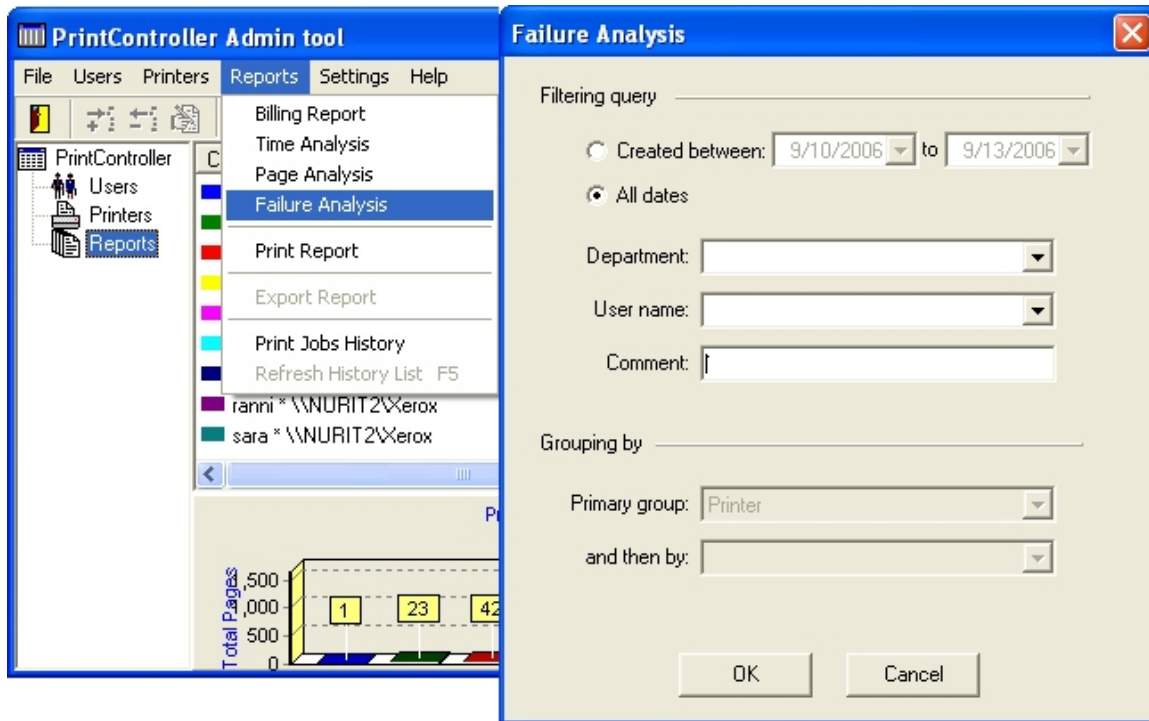 PrintController Admin tool
File Users Printers Reports Settings Help
PrintController
Users
Printers
Reports
C
Billing Report
Time Analysis
Page Analysis
Failure Analysis
Print Report
Export Report
Print Jobs History
Refresh History List F5
ranni * \\NURIT2\Xerox
sara * \\NURIT2\Xerox
Total Pages
,500
,000
500
0
1
23
42
Failure Analysis
Filtering query
Created between: 9/10/2006 to 9/13/2006
All dates
Department:
User name:
Comment:
Grouping by
Primary group: Printer
and then by:
OK Cancel